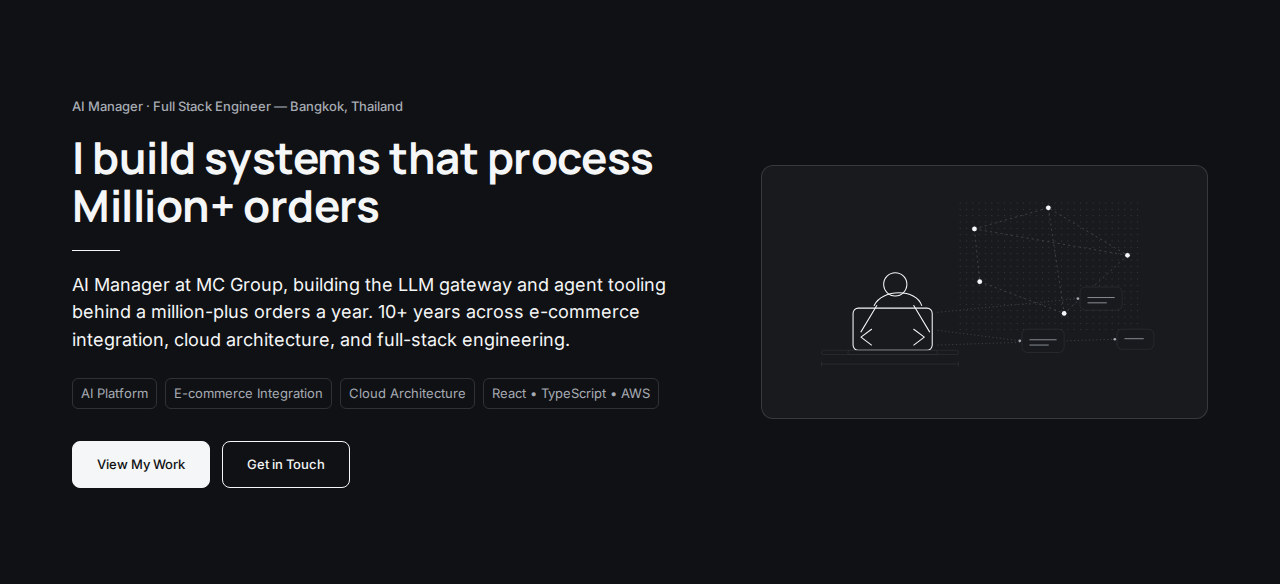 AI Manager · Full Stack Engineer — Bangkok, Thailand
I build systems that process
Million+ orders
AI Manager at MC Group, building the LLM gateway and agent tooling
behind a million-plus orders a year. 10+ years across e-commerce
integration, cloud architecture, and full-stack engineering.
AI Platform
E-commerce Integration
Cloud Architecture
React • TypeScript • AWS
View My Work
Get in Touch